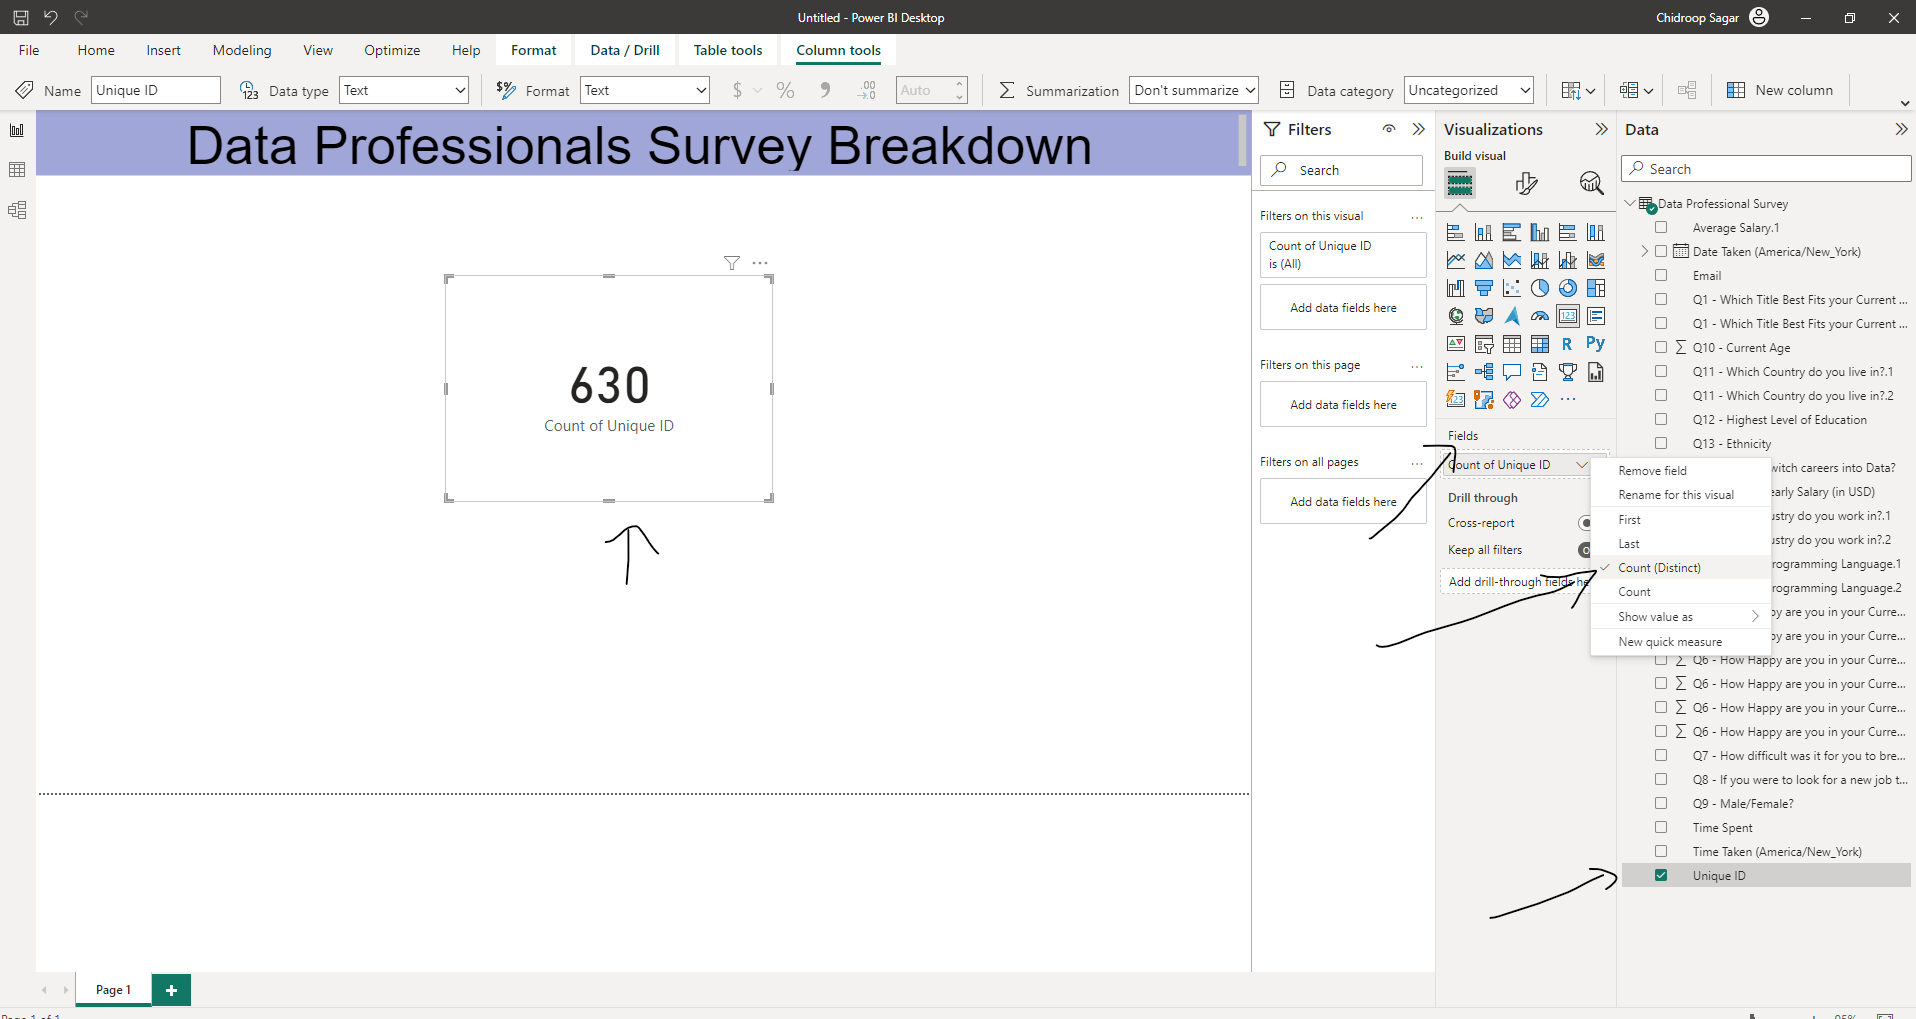 Untitled - Power BI Desktop
Chidroop Sagar
File Home Insert Modeling View Optimize Help Format Data / Drill Table tools Column tools
Name Unique ID Data type Text Format Text $ % Auto Summarization Don't summarize Data category Uncategorized New column
Data Professionals Survey Breakdown
630
Count of Unique ID
Page 1
Filters
Search
Filters on this visual
Count of Unique ID
is (All)
Add data fields here
Filters on this page
Add data fields here
Filters on all pages
Add data fields here
Visualizations
Build visual
123
R Py
123
Fields
Count of Unique ID
Drill through
Cross-report
Keep all filters
Add drill-through fields he
Remove field
Rename for this visual
First
Last
Count (Distinct)
Count
Show value as
New quick measure
Data
Search
Data Professional Survey
Average Salary.1
Date Taken (America/New_York)
Email
Q1 - Which Title Best Fits your Current ...
Q1 - Which Title Best Fits your Current ...
Q10 - Current Age
Q11 - Which Country do you live in?.1
Q11 - Which Country do you live in?.2
Q12 - Highest Level of Education
Q13 - Ethnicity
witch careers into Data?
early Salary (in USD)
ustry do you work in?.1
ustry do you work in?.2
rogramming Language.1
rogramming Language.2
py are you in your Curre...
py are you in your Curre...
Q6 - How Happy are you in your Curre...
Q6 - How Happy are you in your Curre...
Q6 - How Happy are you in your Curre...
Q6 - How Happy are you in your Curre...
Q7 - How difficult was it for you to bre...
Q8 - If you were to look for a new job t...
Q9 - Male/Female?
Time Spent
Time Taken (America/New_York)
Unique ID
Page 1 of 1
95%